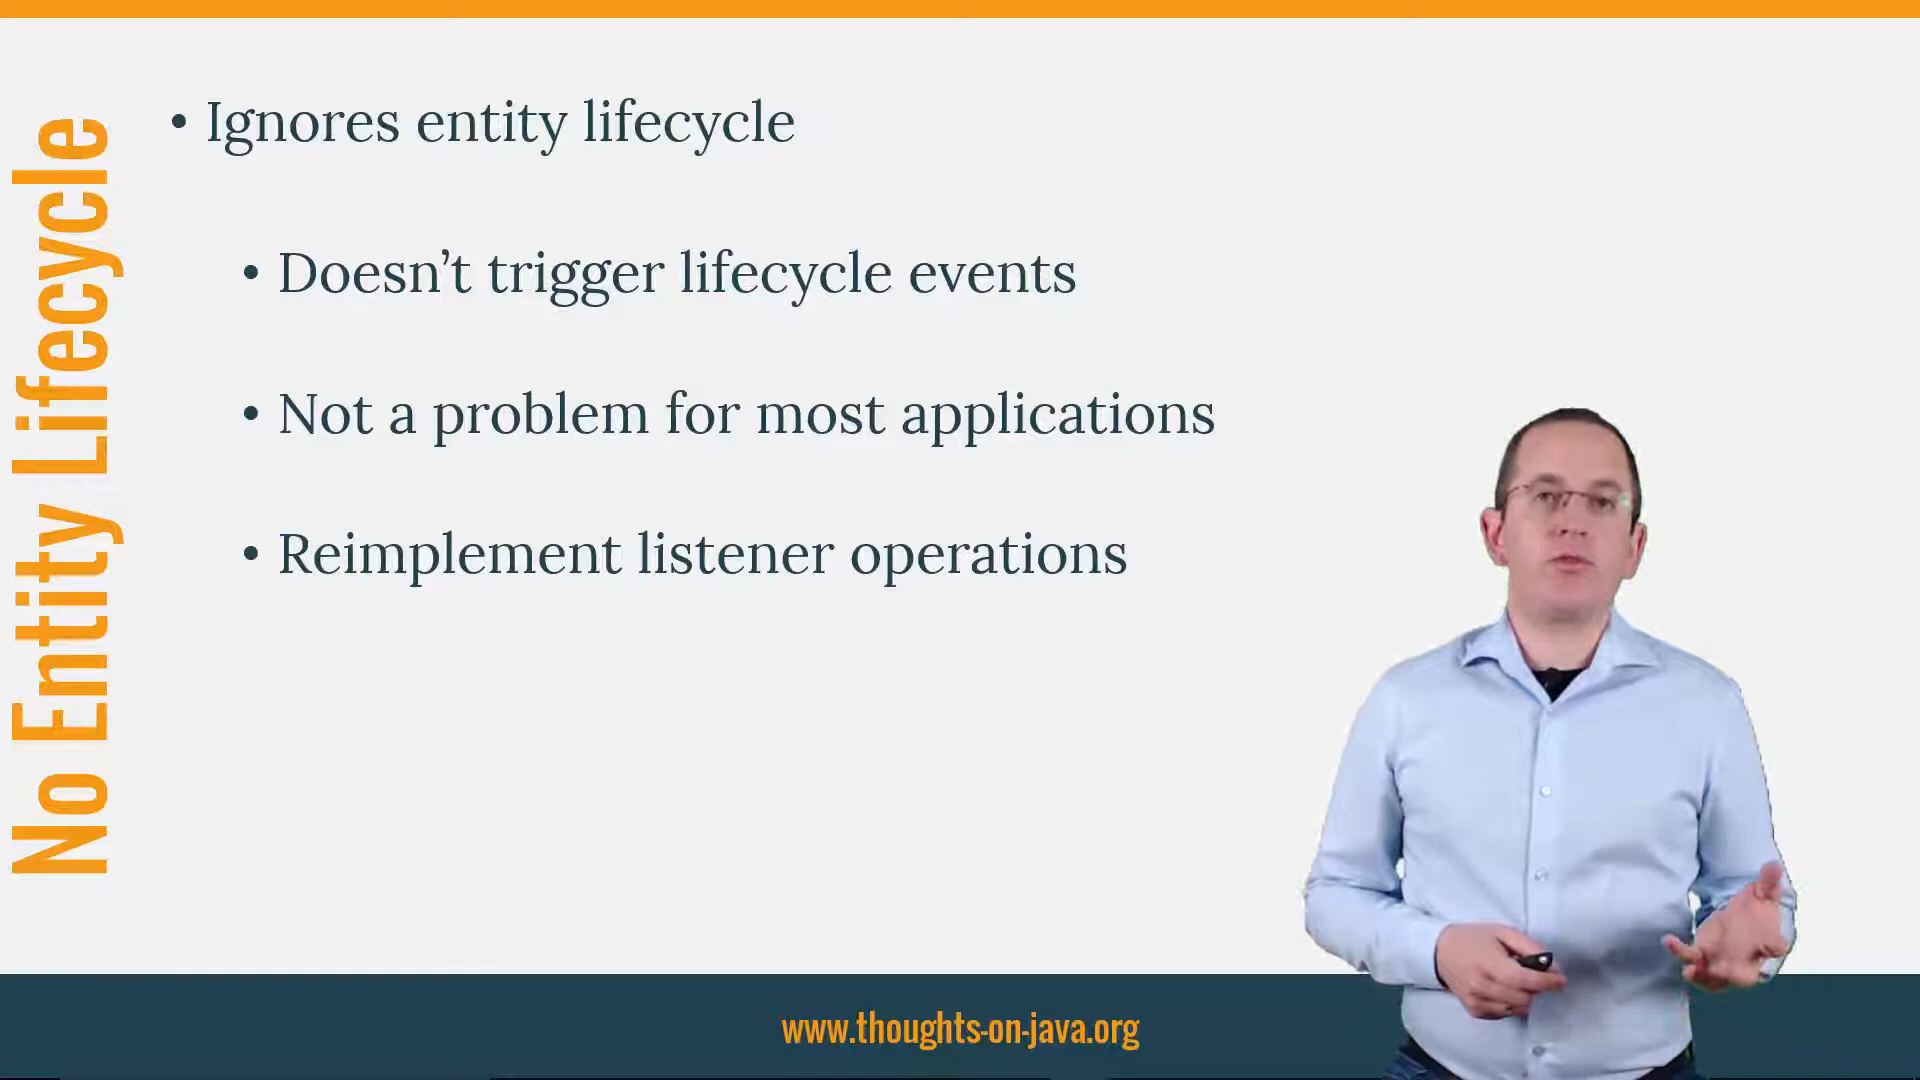 No Entity Lifecycle
• Ignores entity lifecycle
• Doesn’t trigger lifecycle events
• Not a problem for most applications
• Reimplement listener operations
www.thoughts-on-java.org